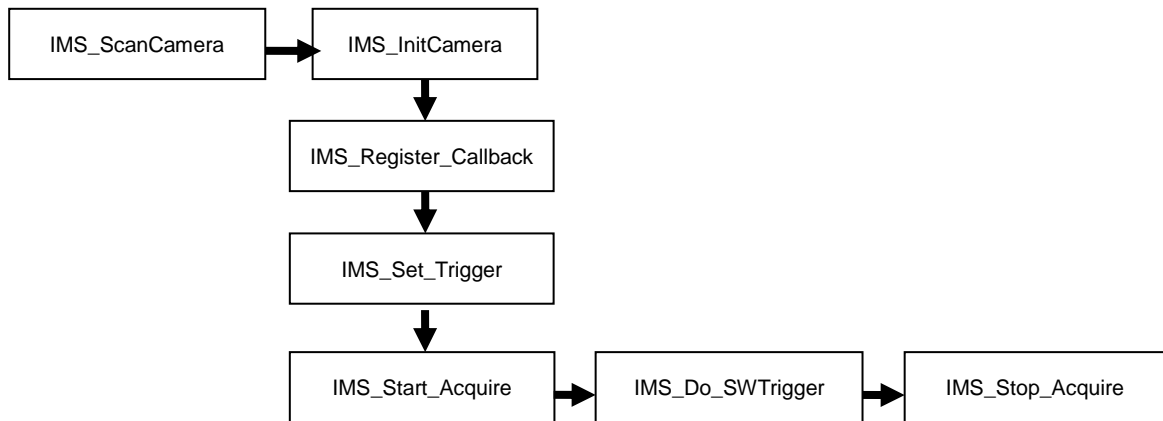 IMS_ScanCamera
IMS_InitCamera
IMS_Register_Callback
IMS_Set_Trigger
IMS_Start_Acquire
IMS_Do_SWTrigger
IMS_Stop_Acquire